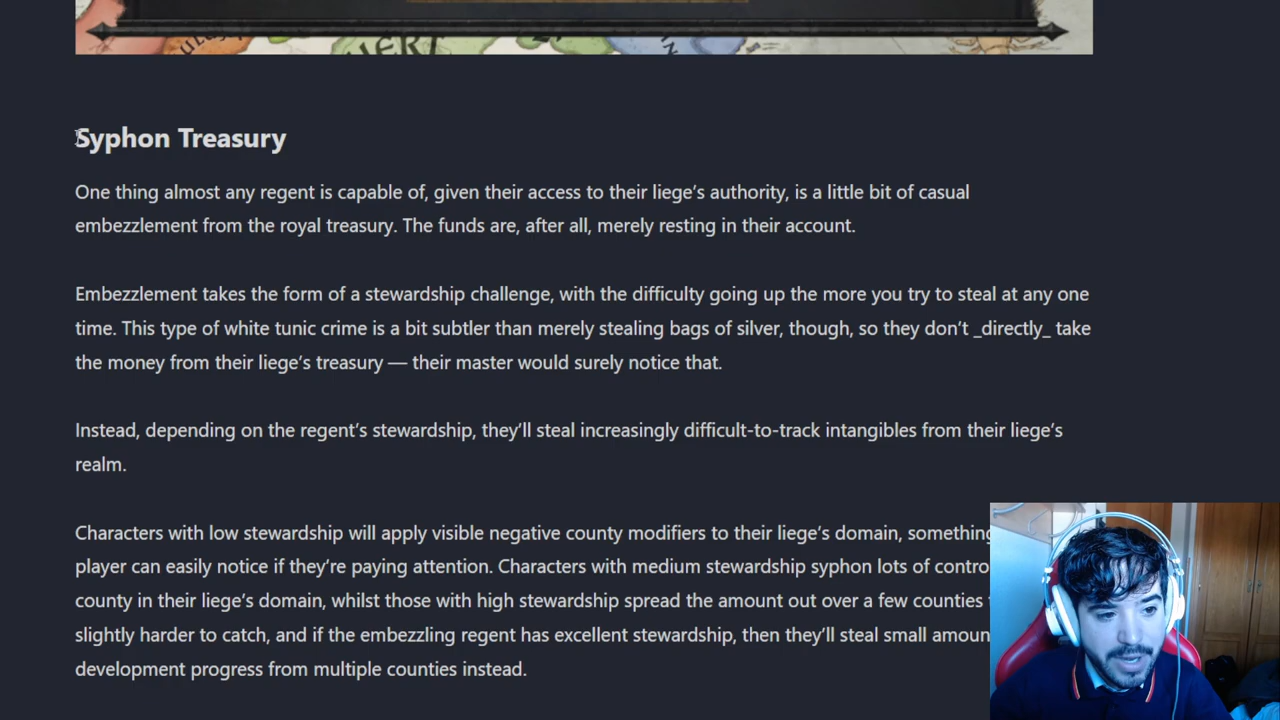 Syphon Treasury
One thing almost any regent is capable of, given their access to their liege’s authority, is a little bit of casual
embezzlement from the royal treasury. The funds are, after all, merely resting in their account.
Embezzlement takes the form of a stewardship challenge, with the difficulty going up the more you try to steal at any one
time. This type of white tunic crime is a bit subtler than merely stealing bags of silver, though, so they don’t _directly_ take
the money from their liege’s treasury — their master would surely notice that.
Instead, depending on the regent’s stewardship, they’ll steal increasingly difficult-to-track intangibles from their liege’s
realm.
Characters with low stewardship will apply visible negative county modifiers to their liege’s domain, something
player can easily notice if they’re paying attention. Characters with medium stewardship syphon lots of
county in their liege’s domain, whilst those with high stewardship spread the amount out over a few counties
slightly harder to catch, and if the embezzling regent has excellent stewardship, then they’ll steal small
development progress from multiple counties instead.